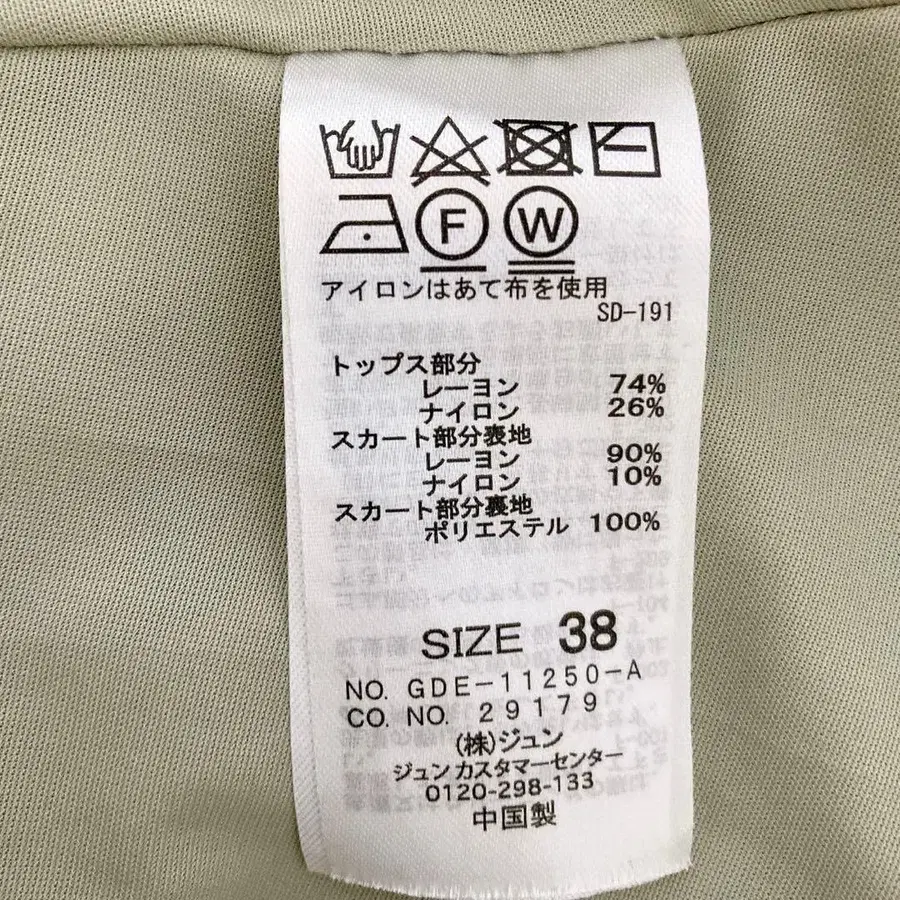 F W
アイロンはあて布を使用
SD-191
トップス部分
レーヨン 74%
ナイロン 26%
スカート部分表地
レーヨン 90%
ナイロン 10%
スカート部分裏地
ポリエステル 100%
SIZE 38
NO. GDE-11250-A
CO. NO. 29179
(株)ジュン
ジュン カスタマーセンター
0120-298-133
中国製